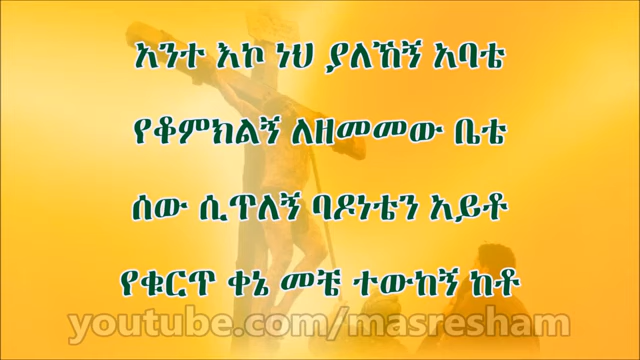 አንተ እኮ ነህ ያለኸኝ አባቴ
የቆምክልኝ ለዘመመው ቤቴ
ሰው ሲጥለኝ ባዶነቴን አይቶ
የቁርጥ ቀኔ መቼ ተውከኝ ከቶ
youtube.com/masresham